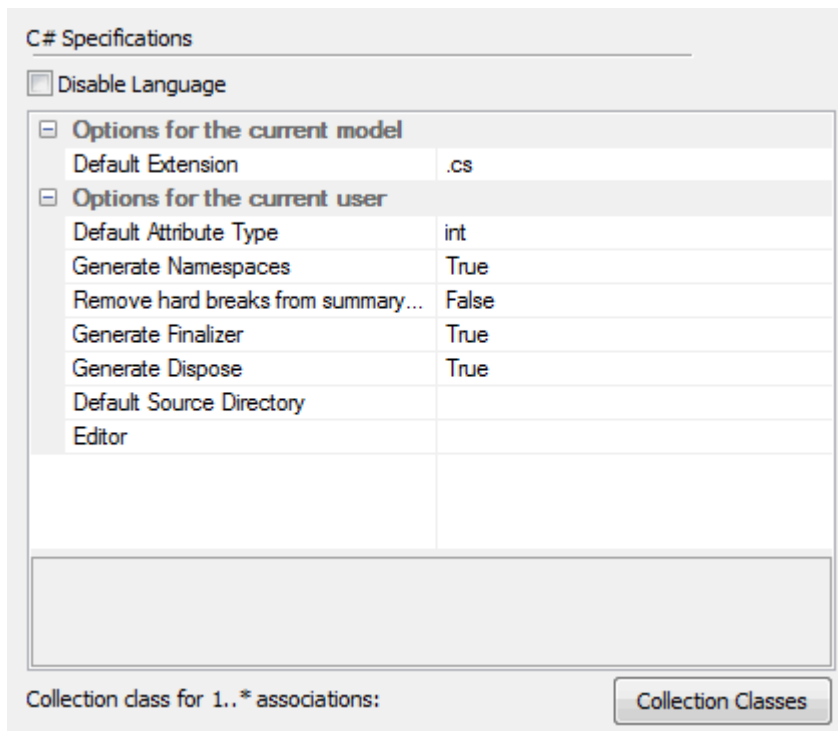 C# Specifications
Disable Language
Options for the current model
Default Extension .cs
Options for the current user
Default Attribute Type int
Generate Namespaces True
Remove hard breaks from summary... False
Generate Finalizer True
Generate Dispose True
Default Source Directory
Editor
Collection class for 1..* associations: Collection Classes